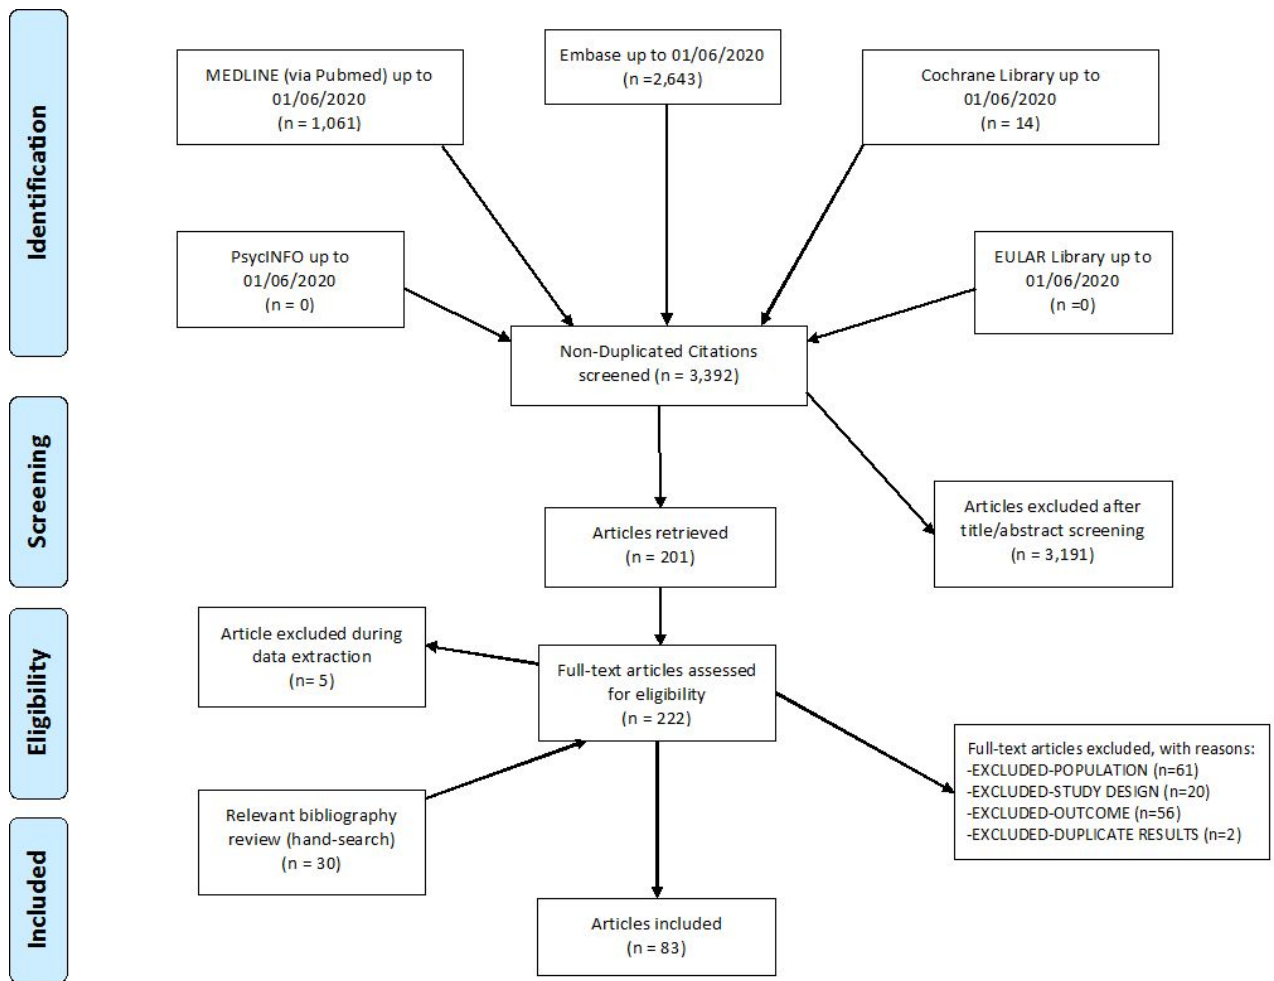 Identification
MEDLINE (via Pubmed) up to
01/06/2020
(n = 1,061)
Embase up to 01/06/2020
(n =2,643)
Cochrane Library up to
01/06/2020
(n = 14)
PsycINFO up to
01/06/2020
(n = 0)
EULAR Library up to
01/06/2020
(n =0)
Non-Duplicated Citations
screened (n = 3,392)
Screening
Articles retrieved
(n = 201)
Articles excluded after
title/abstract screening
(n = 3,191)
Eligibility
Article excluded during
data extraction
(n= 5)
Full-text articles assessed
for eligibility
(n = 222)
Full-text articles excluded, with reasons:
-EXCLUDED-POPULATION (n=61)
-EXCLUDED-STUDY DESIGN (n=20)
-EXCLUDED-OUTCOME (n=56)
-EXCLUDED-DUPLICATE RESULTS (n=2)
Relevant bibliography
review (hand-search)
(n = 30)
Included
Articles included
(n = 83)